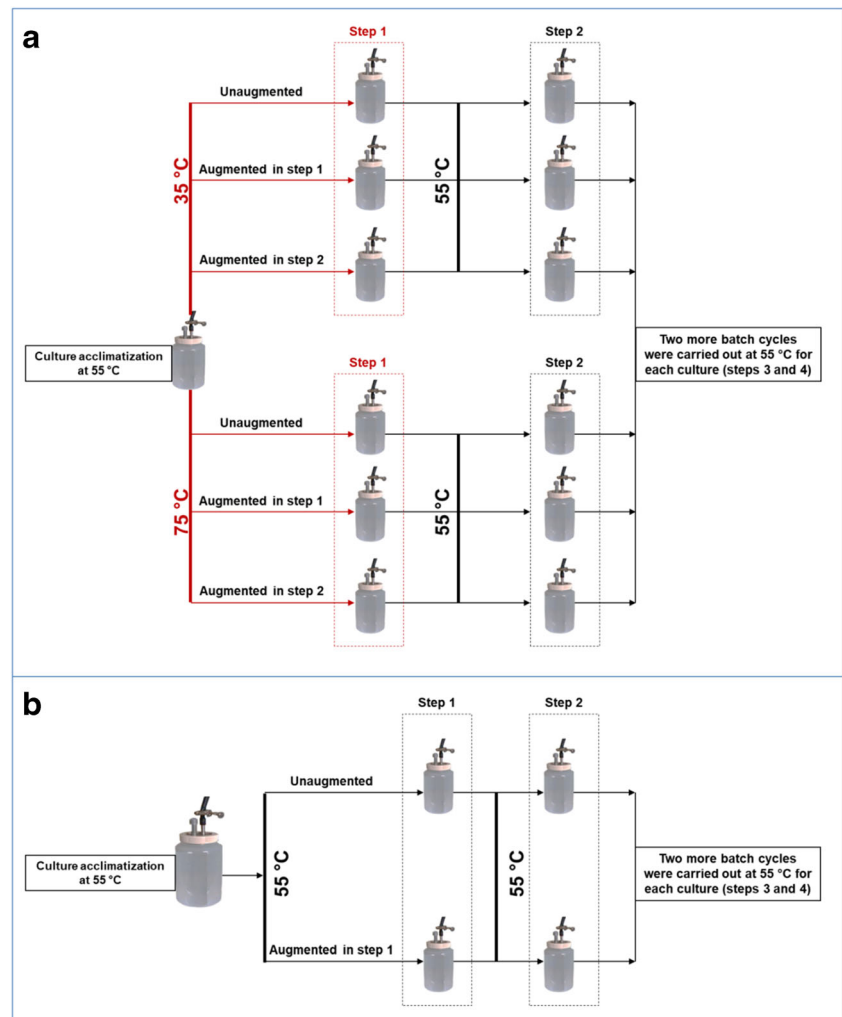 a
Step 1
Step 2
Unaugmented
35 °C
Augmented in step 1
55 °C
Augmented in step 2
Culture acclimatization
at 55 °C
Two more batch cycles
were carried out at 55 °C for
each culture (steps 3 and 4)
Unaugmented
75 °C
Augmented in step 1
55 °C
Augmented in step 2
b
Step 1
Step 2
Unaugmented
Culture acclimatization
at 55 °C
55 °C
55 °C
Two more batch cycles
were carried out at 55 °C for
each culture (steps 3 and 4)
Augmented in step 1